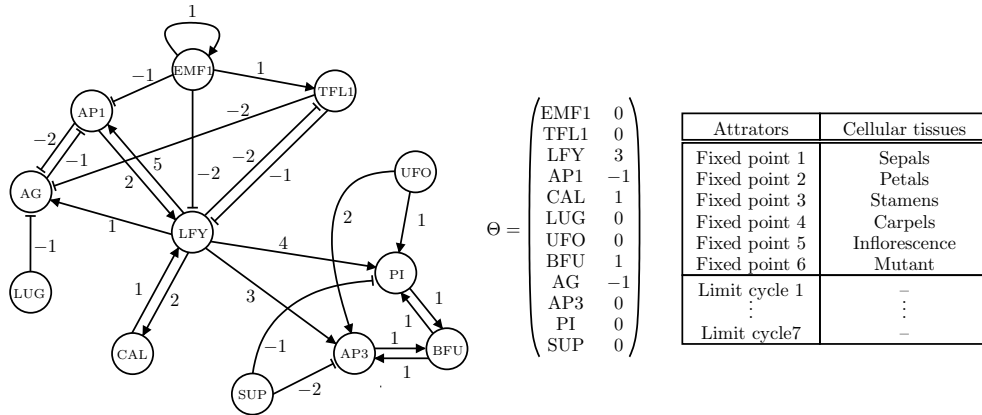 1
EMF1
−1
1
TFL1
AP1
−2
−2
−1
5
2
−2
−1
−2
AG
1
UFO
2
1
LFY
4
Θ =
−1
LUG
PI
1
2
3
1
1
−1
CAL
AP3
1
1
BFU
SUP
−2
EMF1 0
TFL1 0
LFY 3
AP1 −1
CAL 1
LUG 0
UFO 0
BFU 1
AG −1
AP3 0
PI 0
SUP 0
Attrators Cellular tissues
Fixed point 1 Sepals
Fixed point 2 Petals
Fixed point 3 Stamens
Fixed point 4 Carpels
Fixed point 5 Inflorescence
Fixed point 6 Mutant
Limit cycle 1 –
⋮ ⋮
Limit cycle7 –